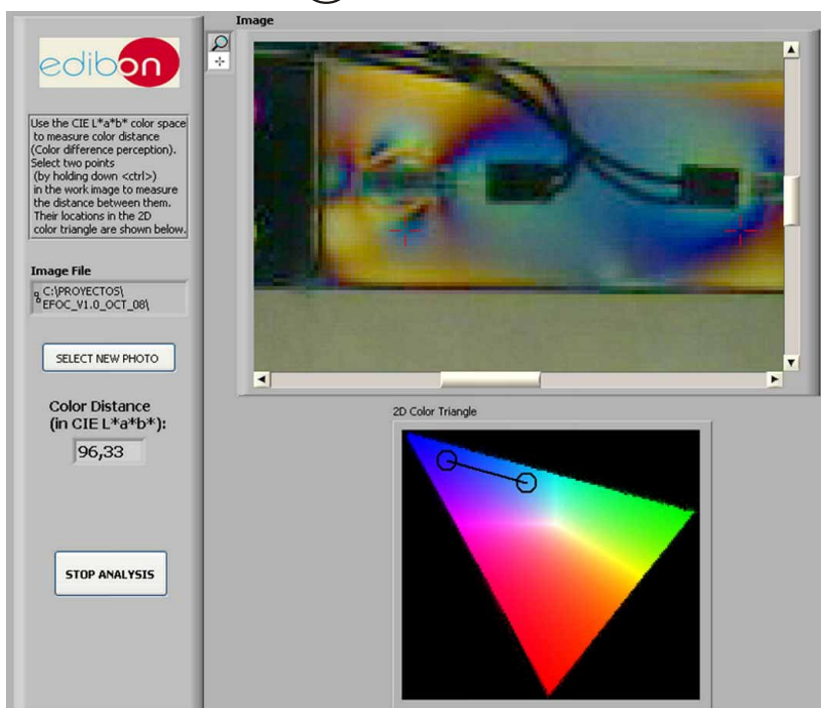 Image
edibon
Use the CIE L*a*b* color space
to measure color distance
(Color difference perception).
Select two points
(by holding down <ctrl>)
in the work image to measure
the distance between them.
Their locations in the 2D
color triangle are shown below.
Image File
C:\PROYECTOS\
EFOC_V1.0_OCT_08\
SELECT NEW PHOTO
Color Distance
(in CIE L*a*b*):
96,33
STOP ANALYSIS
2D Color Triangle